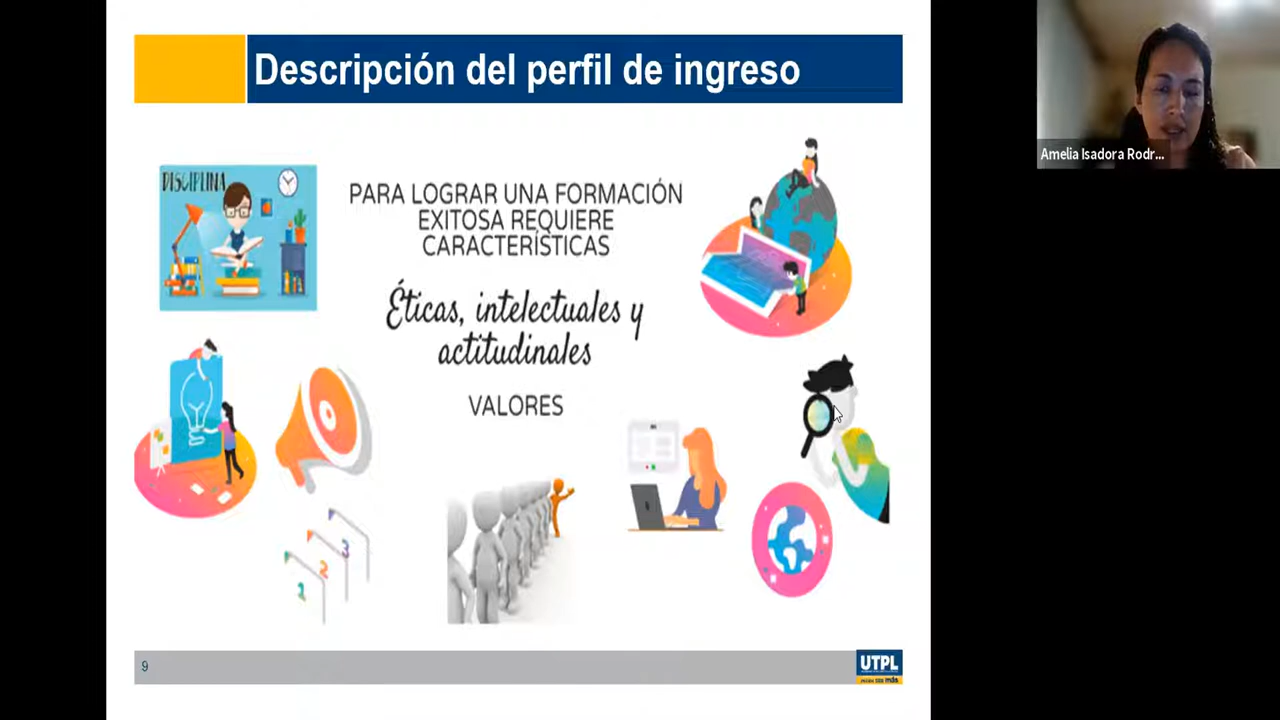 Descripción del perfil de ingreso
DISCIPLINA
PARA LOGRAR UNA FORMACIÓN
EXITOSA REQUIERE
CARACTERÍSTICAS
Éticas, intelectuales y
actitudinales
VALORES
1
2
3
9
UTPL
Amelia Isadora Rodr...